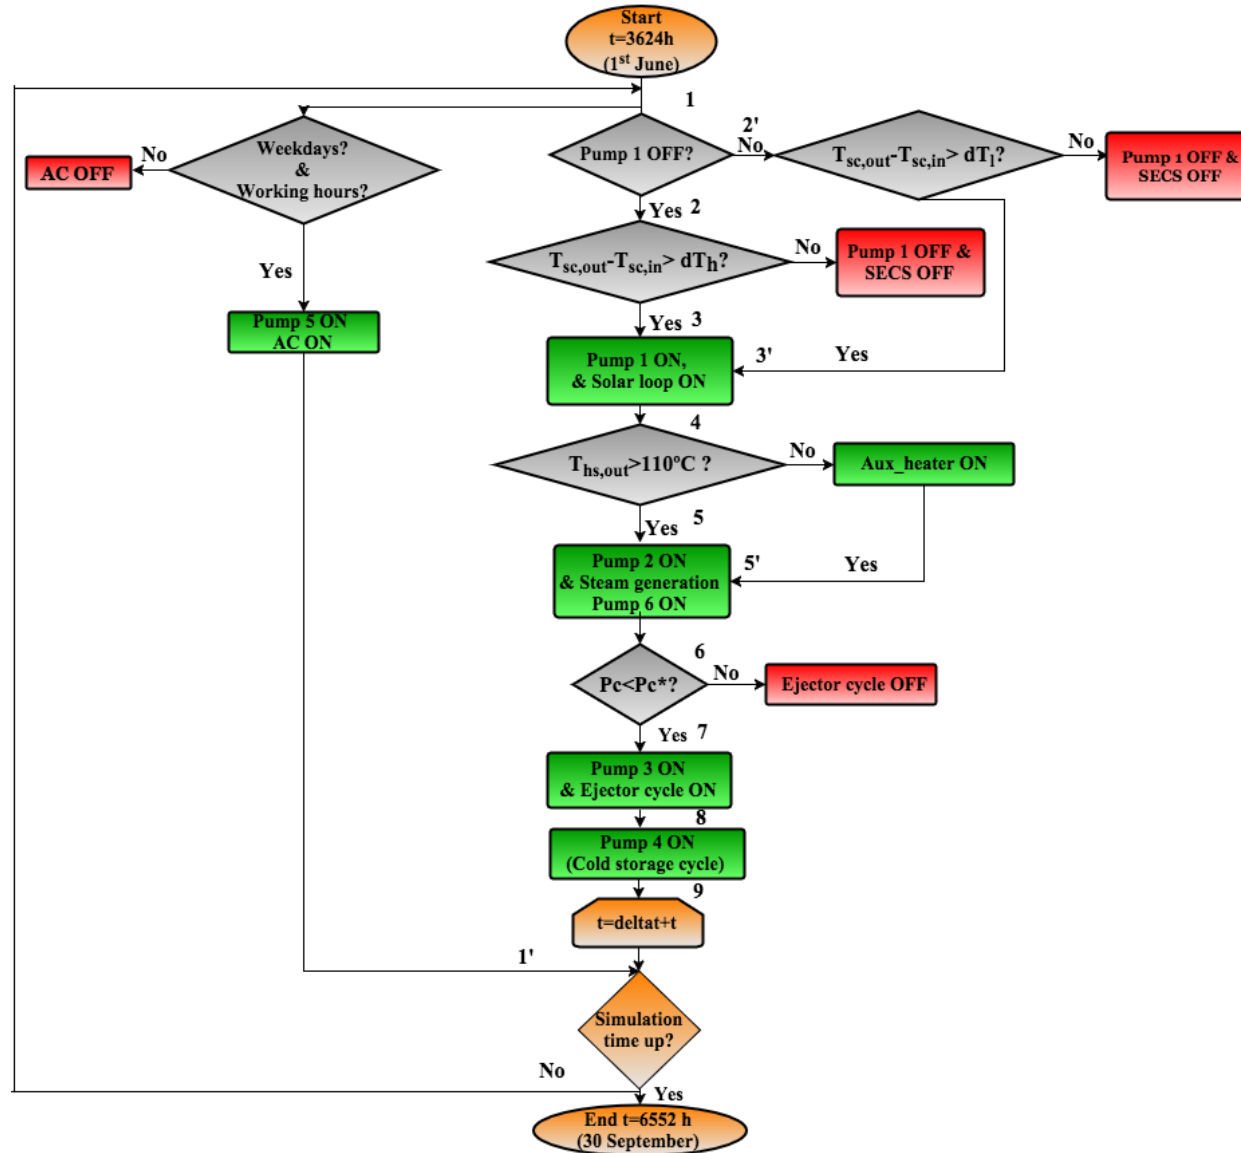 Start
t=3624h
(1st June)
1
Weekdays?
&
Working hours?
No
AC OFF
Pump 1 OFF?
2'
No
Tsc,out-Tsc,in> dTl?
No
Pump 1 OFF &
SECS OFF
Yes 2
Tsc,out-Tsc,in> dTh?
No
Pump 1 OFF &
SECS OFF
Yes
Pump 5 ON
AC ON
Yes 3
Pump 1 ON,
& Solar loop ON
3'
Yes
4
Ths,out>110ºC ?
No
Aux_heater ON
Yes 5
Pump 2 ON
& Steam generation
Pump 6 ON
5'
Yes
6
Pc<Pc*?
No
Ejector cycle OFF
Yes 7
Pump 3 ON
& Ejector cycle ON
8
Pump 4 ON
(Cold storage cycle)
9
t=deltat+t
1'
Simulation
time up?
No
Yes
End t=6552 h
(30 September)